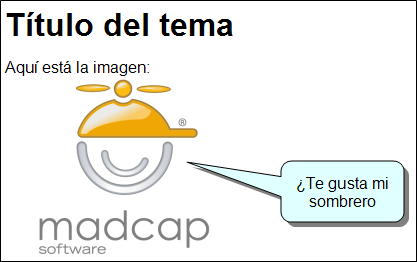 Título del tema
Aquí está la imagen:
®
madcap
software
¿Te gusta mi
sombrero